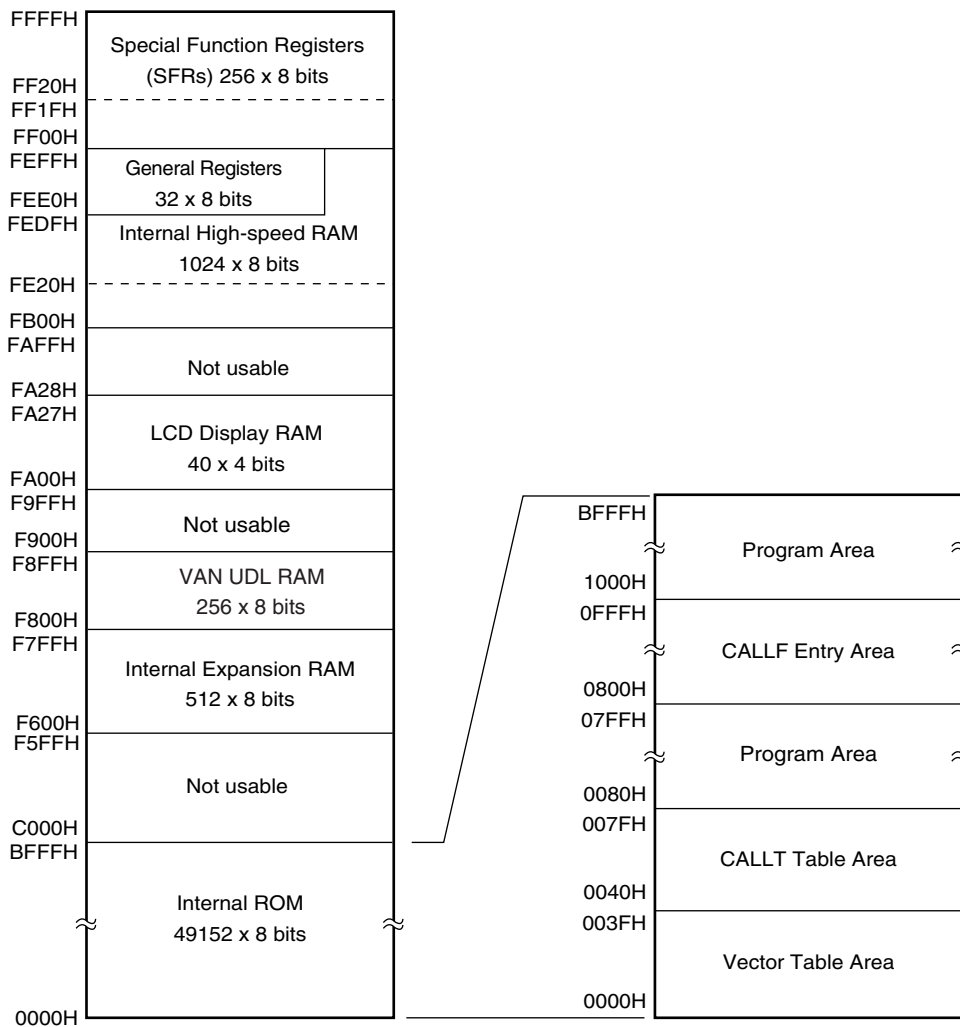 FFFFH
Special Function Registers
(SFRs) 256 x 8 bits
FF20H
FF1FH
FF00H
FEFFH
General Registers
32 x 8 bits
FEE0H
FEDFH
Internal High-speed RAM
1024 x 8 bits
FE20H
FB00H
FAFFH
Not usable
FA28H
FA27H
LCD Display RAM
40 x 4 bits
FA00H
F9FFH
Not usable
F900H
F8FFH
VAN UDL RAM
256 x 8 bits
F800H
F7FFH
Internal Expansion RAM
512 x 8 bits
F600H
F5FFH
Not usable
C000H
BFFFH
Internal ROM
49152 x 8 bits
0000H
BFFFH
Program Area
1000H
0FFFH
CALLF Entry Area
0800H
07FFH
Program Area
0080H
007FH
CALLT Table Area
0040H
003FH
Vector Table Area
0000H